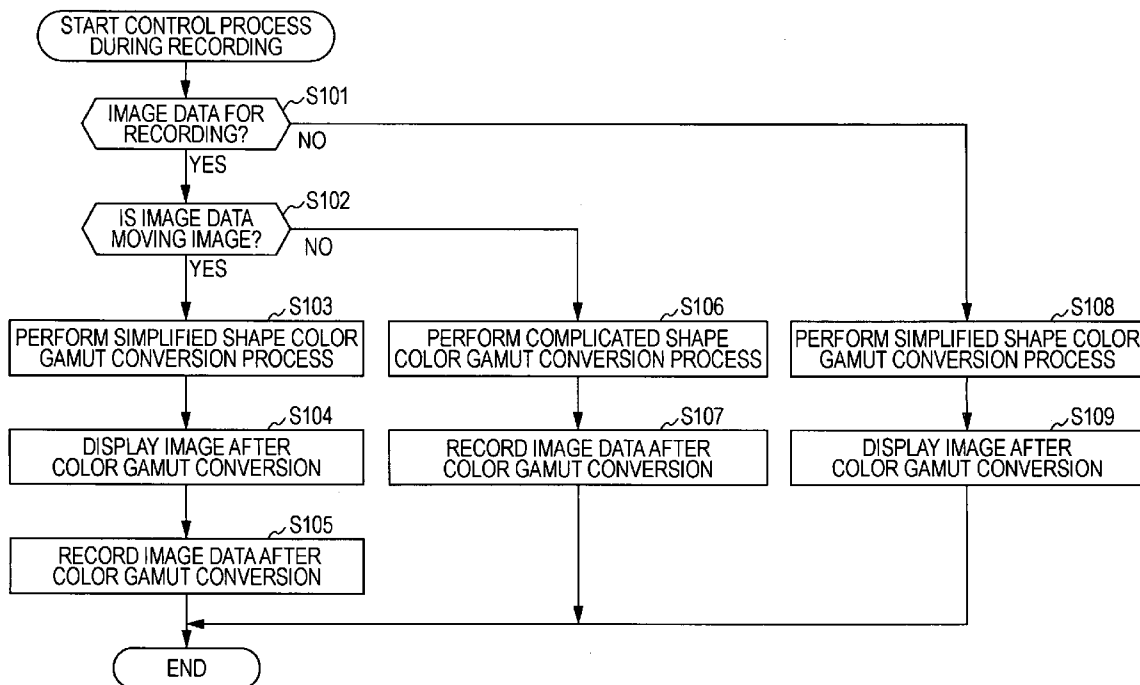 START CONTROL PROCESS
DURING RECORDING
S101
IMAGE DATA FOR
RECORDING?
NO
YES
S102
IS IMAGE DATA
MOVING IMAGE?
NO
YES
S103
PERFORM SIMPLIFIED SHAPE COLOR
GAMUT CONVERSION PROCESS
S104
DISPLAY IMAGE AFTER
COLOR GAMUT CONVERSION
S105
RECORD IMAGE DATA AFTER
COLOR GAMUT CONVERSION
S106
PERFORM COMPLICATED SHAPE
COLOR GAMUT CONVERSION PROCESS
S107
RECORD IMAGE DATA AFTER
COLOR GAMUT CONVERSION
S108
PERFORM SIMPLIFIED SHAPE COLOR
GAMUT CONVERSION PROCESS
S109
DISPLAY IMAGE AFTER
COLOR GAMUT CONVERSION
END